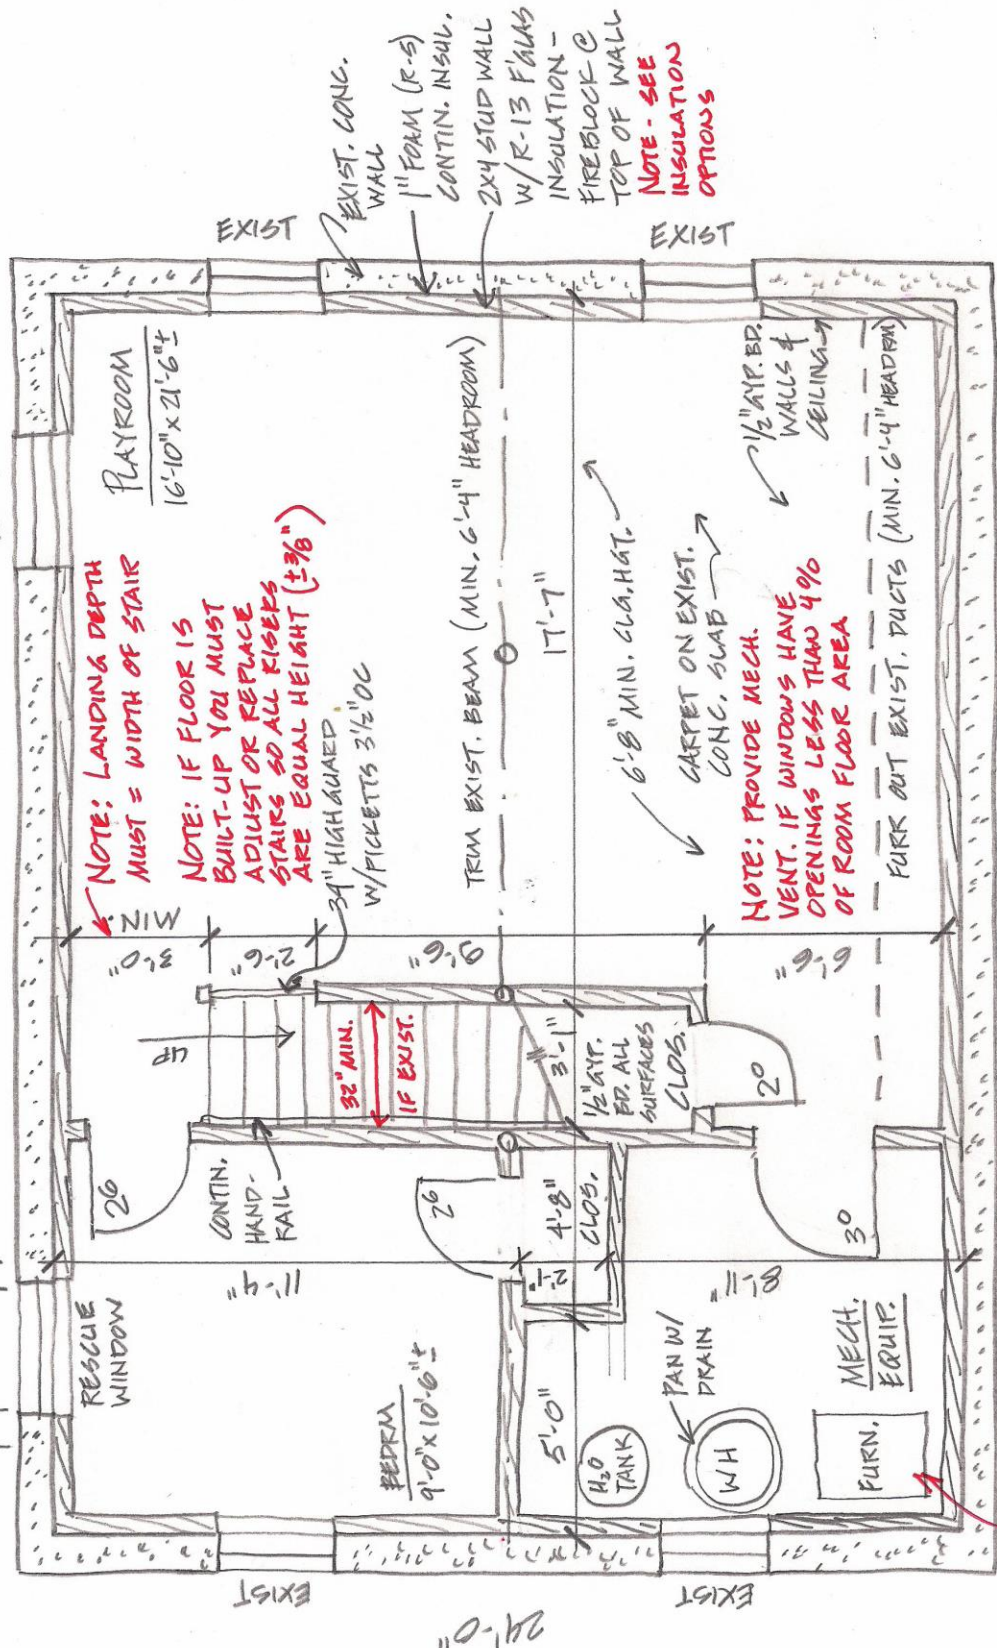 EXIST. CONC.
WALL
1" FOAM (R-5)
CONTIN. INSUL.
2X4 STUD WALL
W/R-13 F'GLAS
INSULATION -
FIREBLOCK @
TOP OF WALL
NOTE - SEE
INSULATION
OPTIONS
EXIST
EXIST
PLAYROOM
16'-10" x 21'-6" ±
NOTE: LANDING DEPTH
MUST = WIDTH OF STAIR
NOTE: IF FLOOR IS
BUILT-UP YOU MUST
ADJUST OR REPLACE
STAIRS SO ALL RISERS
ARE EQUAL HEIGHT (± 3/8")
34" HIGH GUARD
W/PICKETTS 3 1/2" OC
TRIM EXIST. BEAM (MIN. 6'-4" HEADROOM)
17'-7"
6'-8" MIN. CLG. HGT.
CARPET ON EXIST.
CONC. SLAB
1/2" GYP. BD.
WALLS &
CEILING
NOTE: PROVIDE MECH.
VENT. IF WINDOWS HAVE
OPENINGS LESS THAN 4%
OF ROOM FLOOR AREA
FURR OUT EXIST. DUCTS (MIN. 6'-4" HEADRM)
3'-0"
MIN.
2'-6"
9'-6"
6'-6"
UP
32" MIN.
IF EXIST.
3'-1"
1/2" GYP.
BD. ALL
SURFACES
CLOS.
2⁰
26
CONTIN.
HAND-
RAIL
26
4'-8"
CLOS.
2'-1"
3⁰
11'-4"
8'-11"
RESCUE
WINDOW
BEDRM
9'-0" x 10'-6" ±
5'-0"
H₂O
TANK
PAN W/
DRAIN
WH
MECH.
EQUIP.
FURN.
EXIST
EXIST
24'-0"